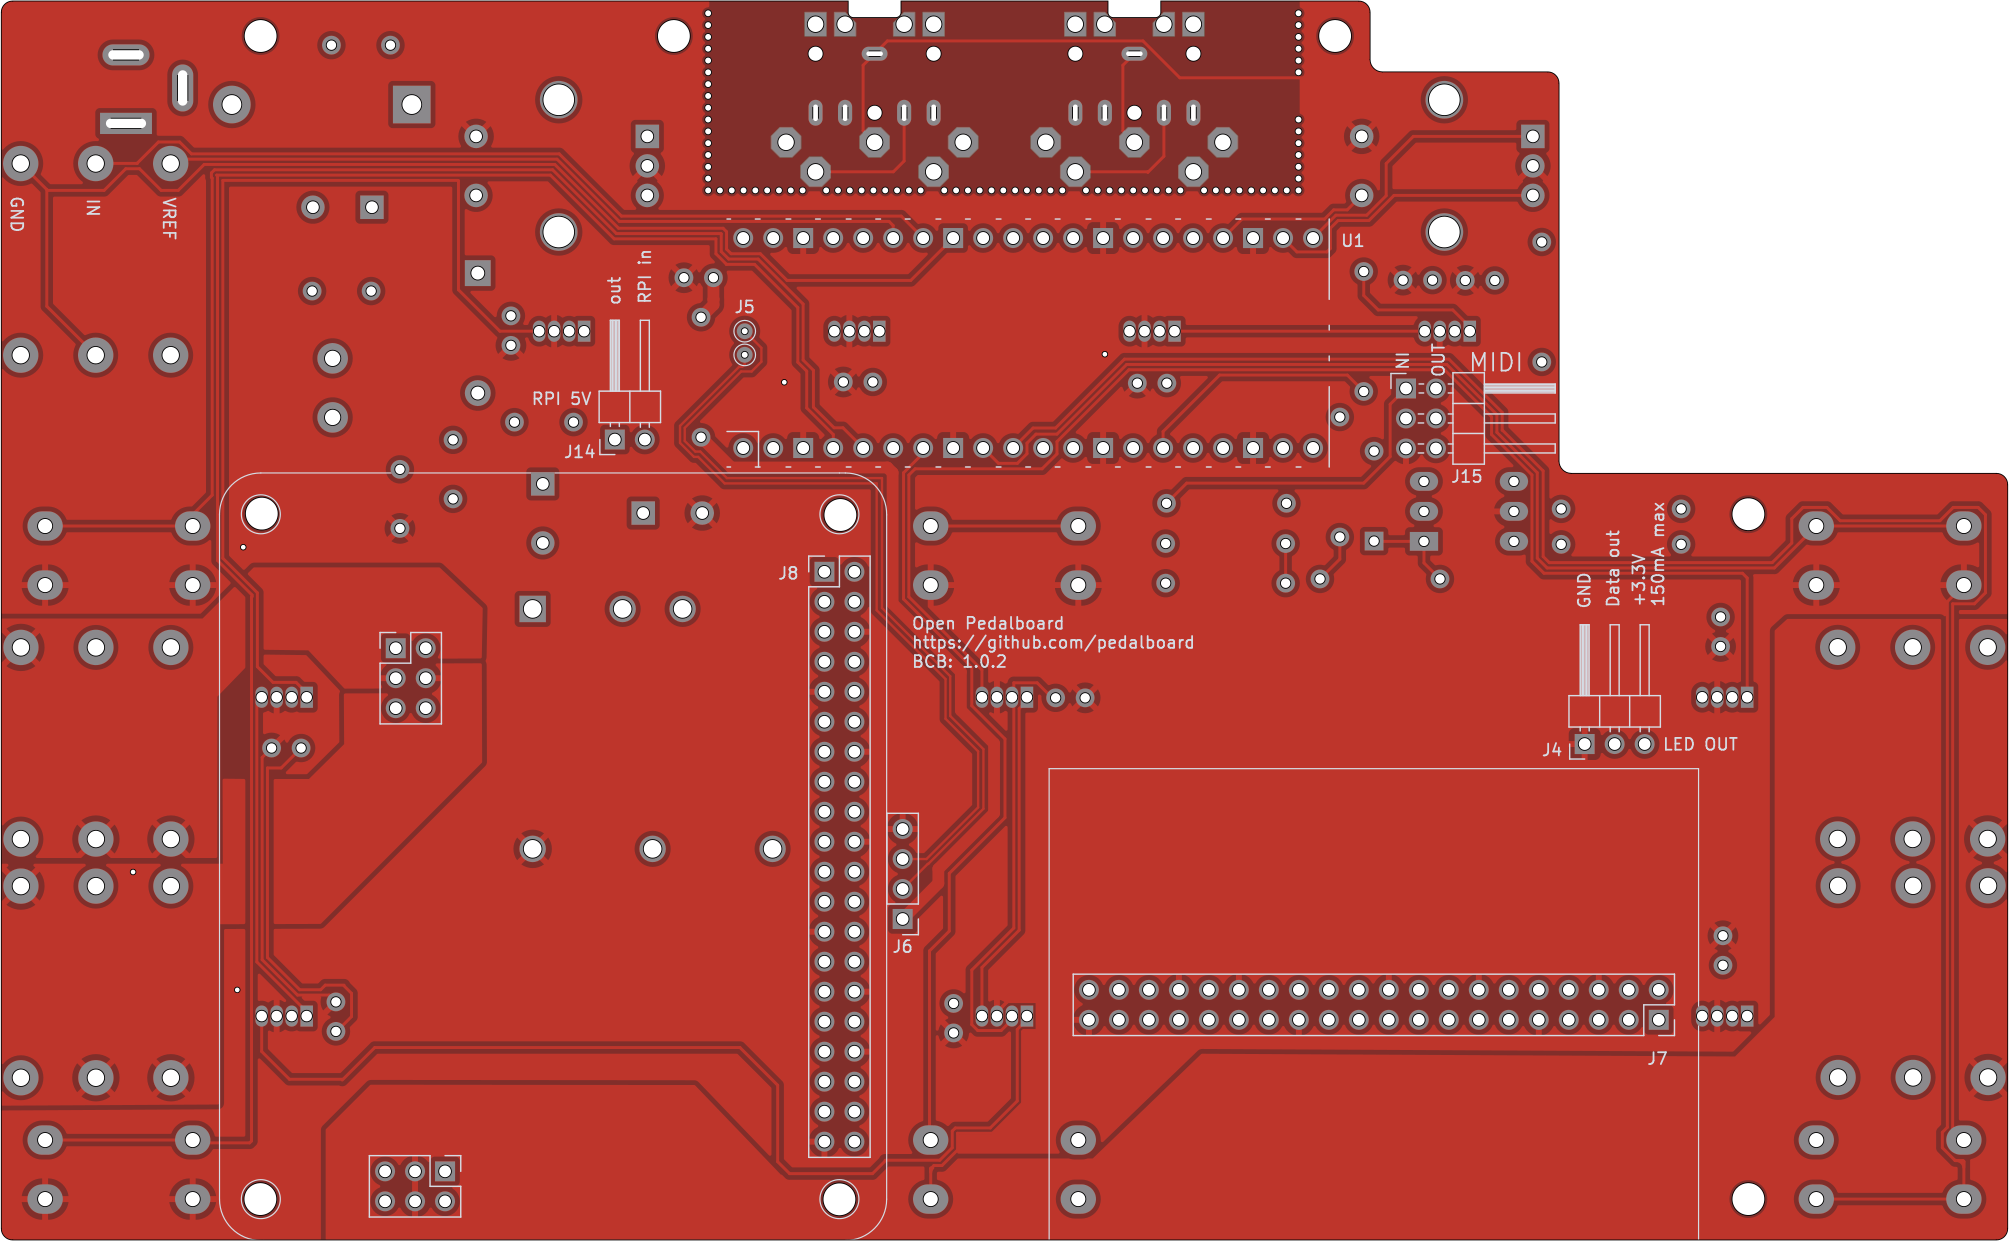 GND
IN
VREF
out
RPI in
U1
J5
RPI 5V
J14
IN
OUT
MIDI
J15
J8
GND
Data out
+3.3V
150mA max
Open Pedalboard
https://github.com/pedalboard
BCB: 1.0.2
J4
LED OUT
J6
J7